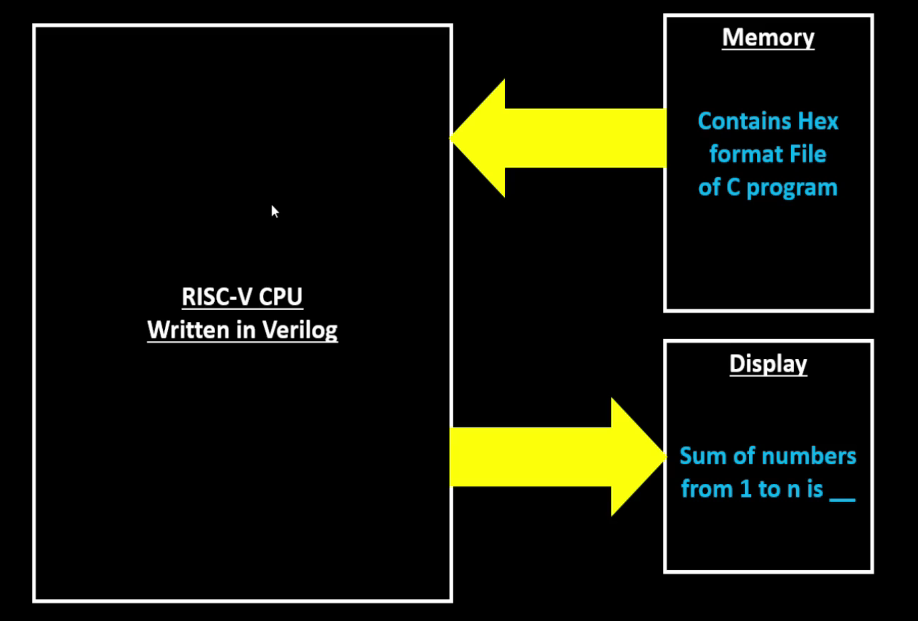 RISC-V CPU
Written in Verilog
Memory
Contains Hex
format File
of C program
Display
Sum of numbers
from 1 to n is __